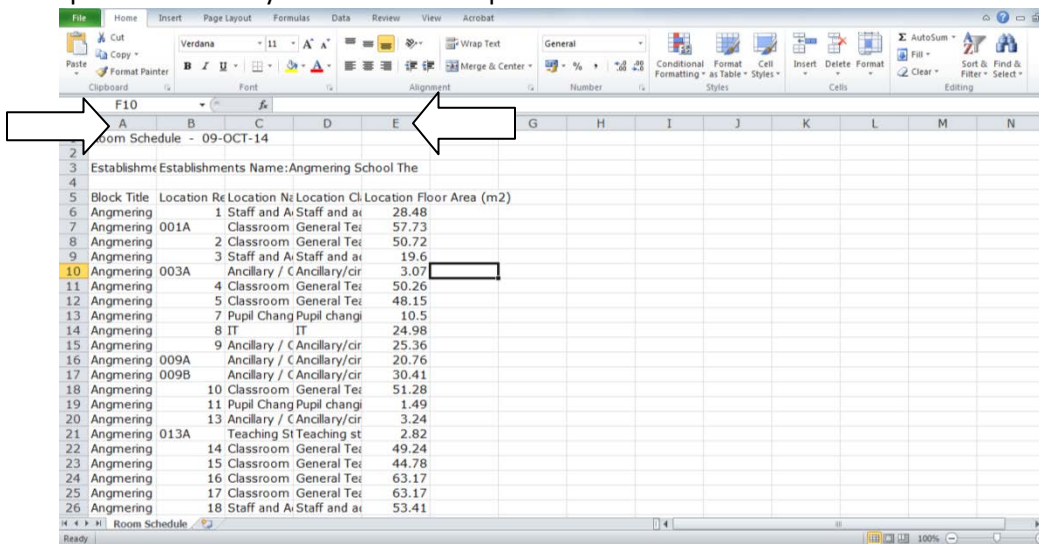 File Home Insert Page Layout Formulas Data Review View Acrobat
Cut Verdana 11 A A Wrap Text General Σ AutoSum
Copy Fill
Paste Format Painter B I U A Merge & Center % , Conditional Formatting Format as Table Cell Styles Insert Delete Format Clear Sort & Filter Find & Select
Clipboard Font Alignment Number Styles Cells Editing
F10 fx
A B C D E G H I J K L M N
Room Schedule - 09-OCT-14
2
3 Establishme Establishments Name:Angmering School The
4
5 Block Title Location Re Location Na Location Cl Location Floor Area (m2)
6 Angmering 1 Staff and A Staff and ad 28.48
7 Angmering 001A Classroom General Tea 57.73
8 Angmering 2 Classroom General Tea 50.72
9 Angmering 3 Staff and A Staff and ad 19.6
10 Angmering 003A Ancillary / C Ancillary/cir 3.07
11 Angmering 4 Classroom General Tea 50.26
12 Angmering 5 Classroom General Tea 48.15
13 Angmering 7 Pupil Chang Pupil changi 10.5
14 Angmering 8 IT IT 24.98
15 Angmering 9 Ancillary / C Ancillary/cir 25.36
16 Angmering 009A Ancillary / C Ancillary/cir 20.76
17 Angmering 009B Ancillary / C Ancillary/cir 30.41
18 Angmering 10 Classroom General Tea 51.28
19 Angmering 11 Pupil Chang Pupil changi 1.49
20 Angmering 13 Ancillary / C Ancillary/cir 3.24
21 Angmering 013A Teaching St Teaching st 2.82
22 Angmering 14 Classroom General Tea 49.24
23 Angmering 15 Classroom General Tea 44.78
24 Angmering 16 Classroom General Tea 63.17
25 Angmering 17 Classroom General Tea 63.17
26 Angmering 18 Staff and A Staff and ad 53.41
Room Schedule
Ready 100%